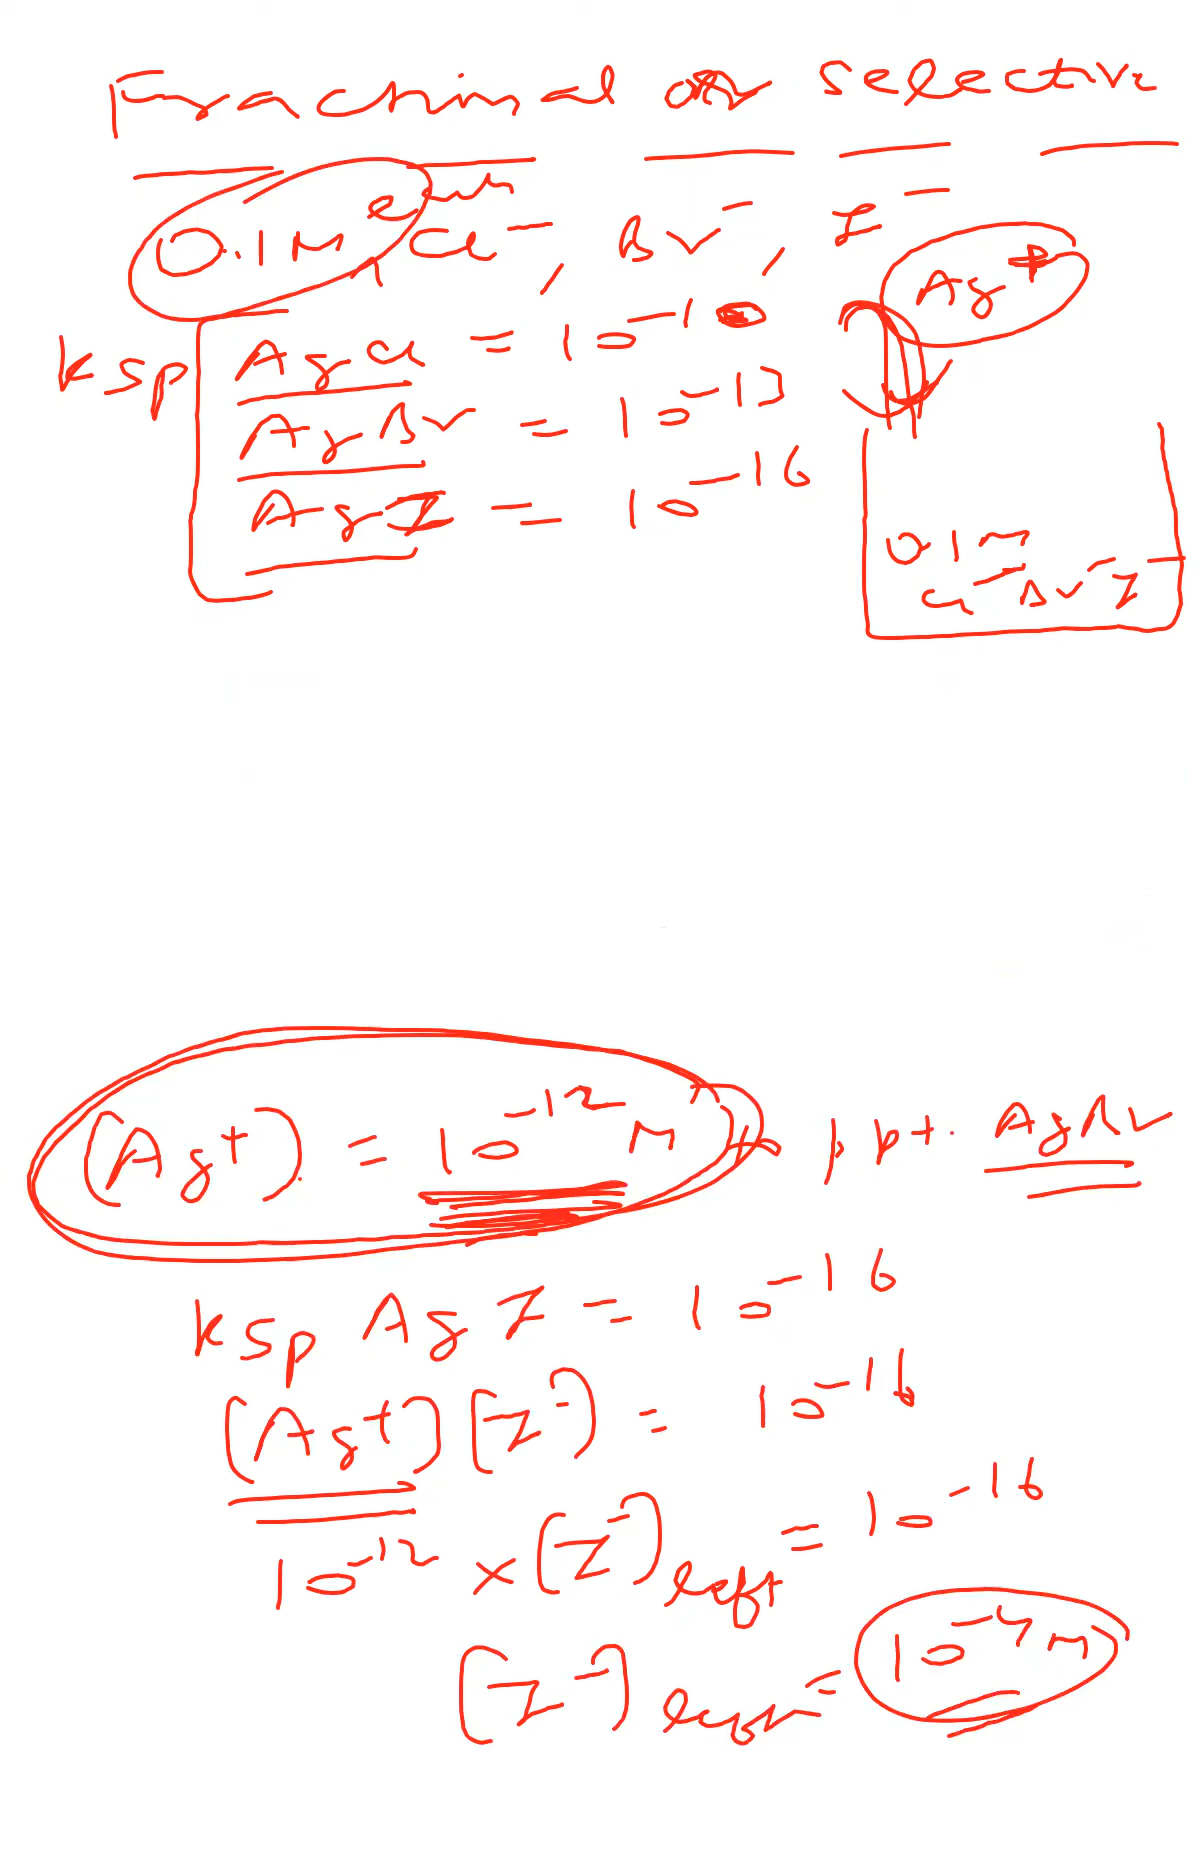 Fractional or selective
0.1M each Cl⁻, Br⁻, I⁻
Ag⁺
Ksp AgCl = 10⁻¹⁰
AgBr = 10⁻¹³
AgI = 10⁻¹⁶
0.1M
Cl⁻ Br⁻ I⁻
(Ag⁺) = 10⁻¹² M to ppt. AgBr
Ksp AgI = 10⁻¹⁶
(Ag⁺) [I⁻) = 10⁻¹⁶
10⁻¹² × (I⁻) left = 10⁻¹⁶
[I⁻) left = 10⁻⁴ M